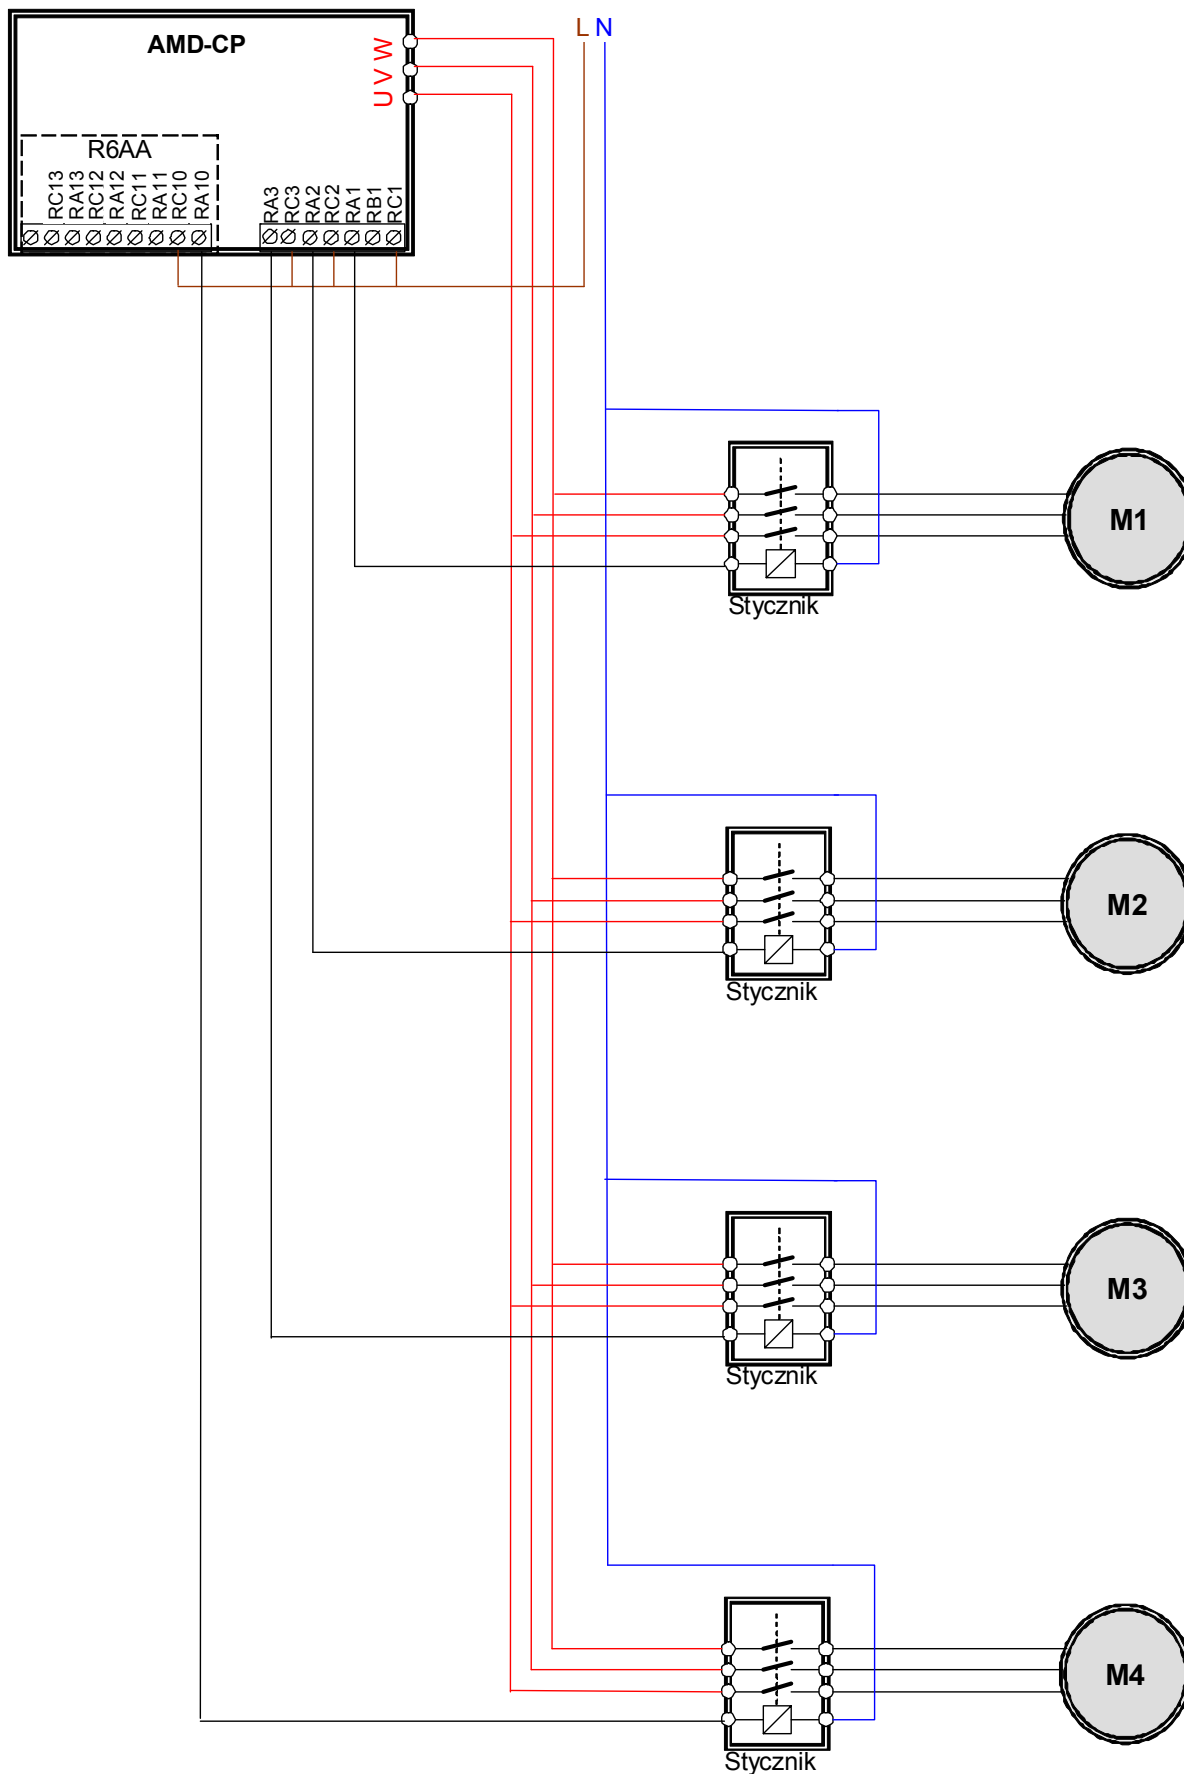 L N
AMD-CP
U V W
R6AA
RC13
RA13
RC12
RA12
RC11
RA11
RC10
RA10
RA3
RC3
RA2
RC2
RA1
RB1
RC1
M1
Stycznik
M2
Stycznik
M3
Stycznik
M4
Stycznik